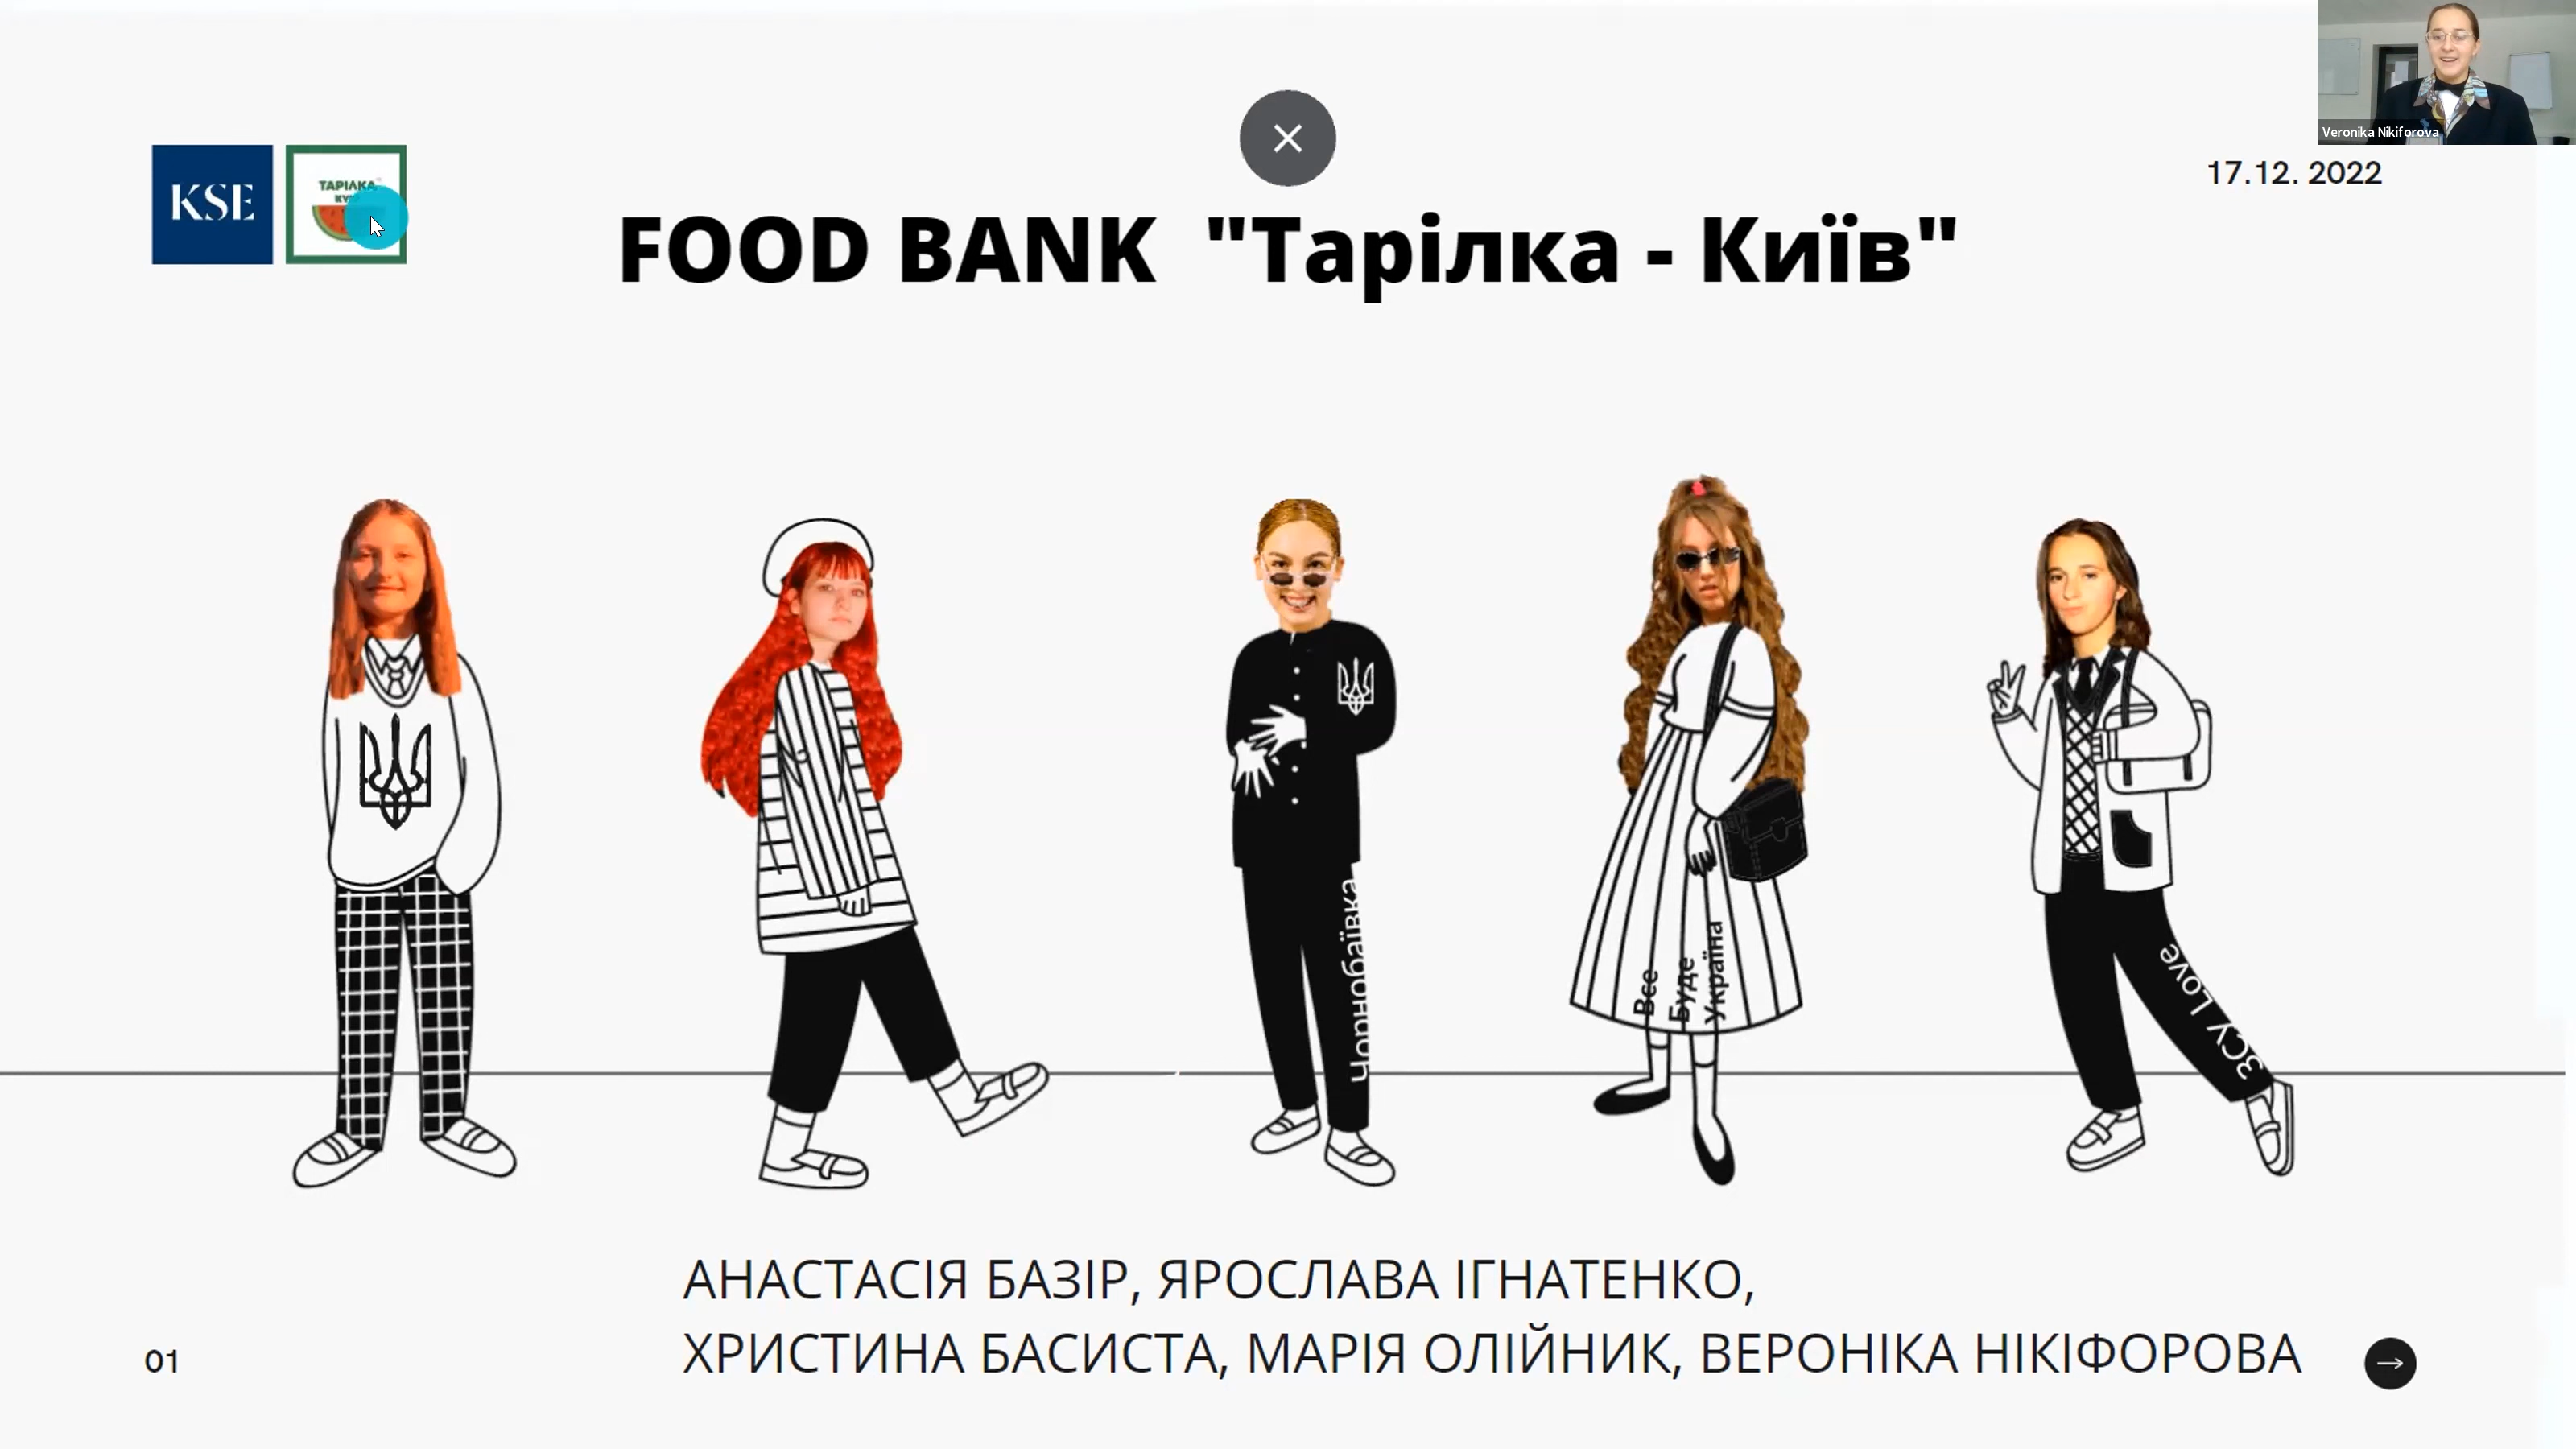 Veronika Nikiforova
17.12. 2022
KSE
ТАРІЛКА
FOOD BANK "Тарілка - Київ"
Чорнобаївка
Все
Буде
Україна
ЗСУ Love
АНАСТАСІЯ БАЗІР, ЯРОСЛАВА ІГНАТЕНКО,
ХРИСТИНА БАСИСТА, МАРІЯ ОЛІЙНИК, ВЕРОНІКА НІКІФОРОВА
01